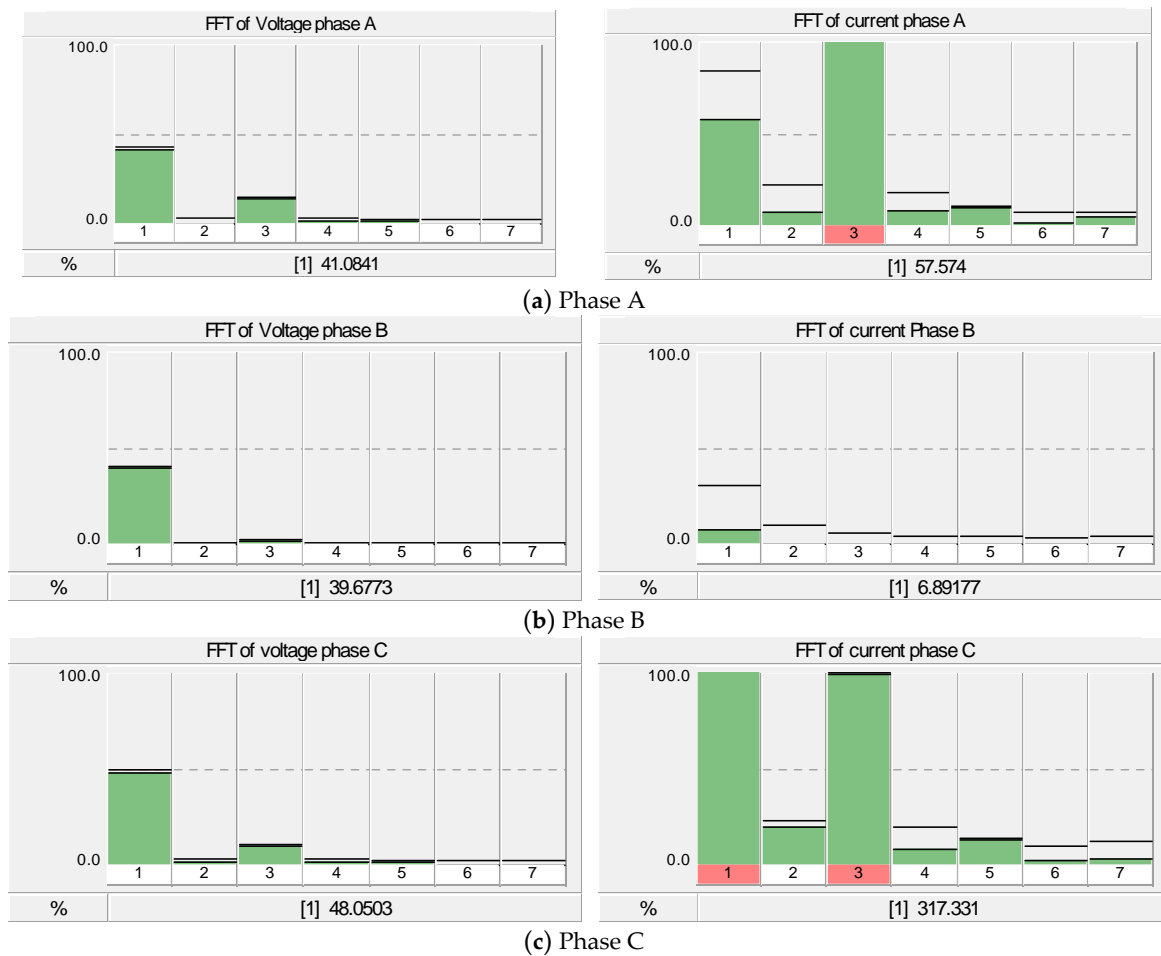 FFT of Voltage phase A
100.0
0.0
1 2 3 4 5 6 7
% [1] 41.0841
FFT of current phase A
100.0
0.0
1 2 3 4 5 6 7
% [1] 57.574
(a) Phase A
FFT of Voltage phase B
100.0
0.0
1 2 3 4 5 6 7
% [1] 39.6773
FFT of current Phase B
100.0
0.0
1 2 3 4 5 6 7
% [1] 6.89177
(b) Phase B
FFT of voltage phase C
100.0
0.0
1 2 3 4 5 6 7
% [1] 48.0503
FFT of current phase C
100.0
0.0
1 2 3 4 5 6 7
% [1] 317.331
(c) Phase C